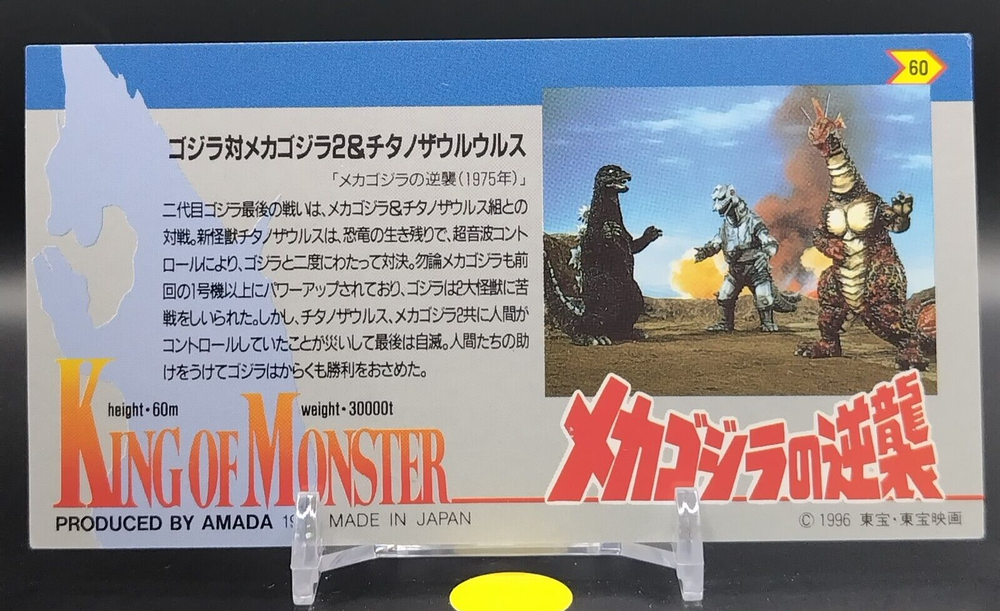 60
ゴジラ対メカゴジラ2&チタノザウルウルス
「メカゴジラの逆襲(1975年)」
二代目ゴジラ最後の戦いは、メカゴジラ&チタノザウルス組との
対戦。新怪獣チタノザウルスは、恐竜の生き残りで、超音波コント
ロールにより、ゴジラと二度にわたって対決。勿論メカゴジラも前
回の1号機以上にパワーアップされており、ゴジラは2大怪獣に苦
戦をしいられた。しかし、チタノザウルス、メカゴジラ2共に人間が
コントロールしていたことが災いして最後は自滅。人間たちの助
けをうけてゴジラはからくも勝利をおさめた。
height・60m weight・30000t
KING OF MONSTER
メカゴジラの逆襲
PRODUCED BY AMADA MADE IN JAPAN
© 1996 東宝・東宝映画